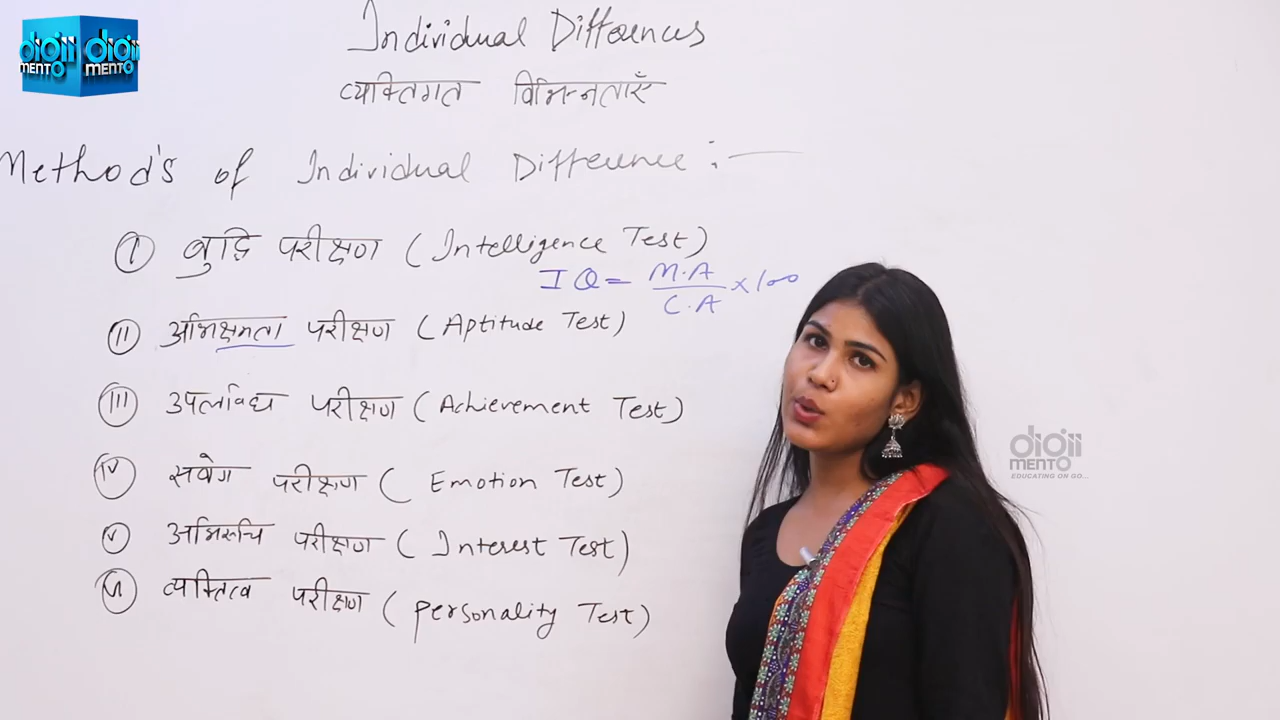 digii
MENTO
digii
MENTO
Individual Differences
व्यक्तिगत विभिन्नताएँ
Method's of Individual Difference :—
(I) बुद्धि परीक्षण (Intelligence Test)
IQ = M.A / C.A × 100
(II) अभिक्षमता परीक्षण (Aptitude Test)
(III) उपलब्धि परीक्षण (Achievement Test)
(IV) सवेग परीक्षण (Emotion Test)
(V) अभिरूचि परीक्षण (Interest Test)
(VI) व्यक्तित्व परीक्षण (Personality Test)
digii
MENTO
EDUCATING ON GO...